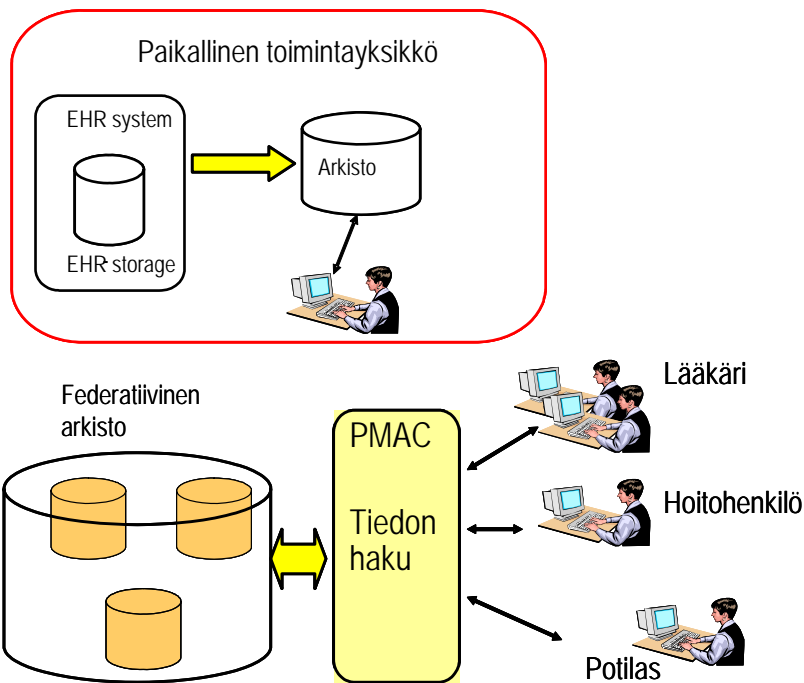 Paikallinen toimintayksikkö
EHR system
EHR storage
Arkisto
Federatiivinen
arkisto
PMAC
Tiedon
haku
Lääkäri
Hoitohenkilö
Potilas